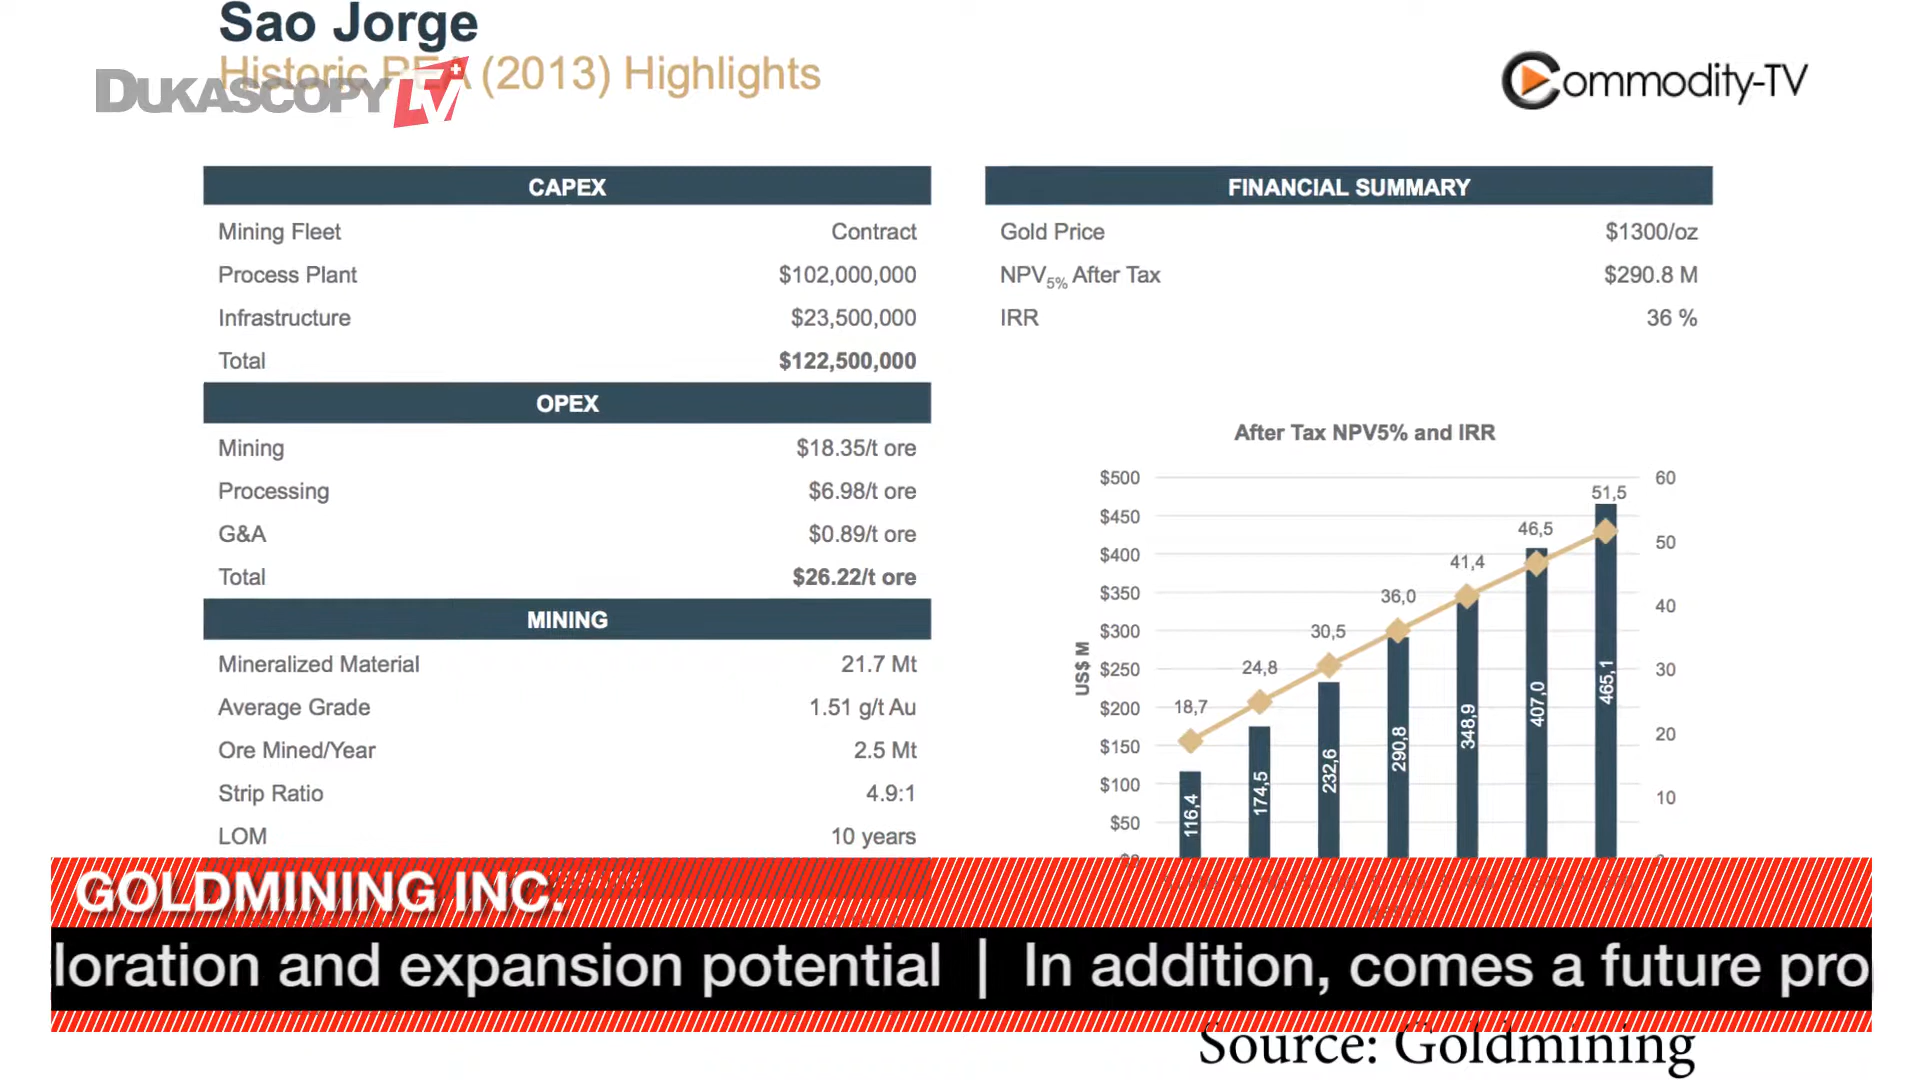 Sao Jorge
Historic PEA (2013) Highlights
DUKASCOPY TV
Commodity-TV
CAPEX
Mining Fleet Contract
Process Plant $102,000,000
Infrastructure $23,500,000
Total $122,500,000
OPEX
Mining $18.35/t ore
Processing $6.98/t ore
G&A $0.89/t ore
Total $26.22/t ore
MINING
Mineralized Material 21.7 Mt
Average Grade 1.51 g/t Au
Ore Mined/Year 2.5 Mt
Strip Ratio 4.9:1
LOM 10 years
FINANCIAL SUMMARY
Gold Price $1300/oz
NPV5% After Tax $290.8 M
IRR 36 %
After Tax NPV5% and IRR
US$ M
$500
$450
$400
$350
$300
$250
$200
$150
$100
$50
18,7
24,8
30,5
36,0
41,4
46,5
51,5
116,4
174,5
232,6
290,8
348,9
407,0
465,1
60
50
40
30
20
10
GOLDMINING INC.
loration and expansion potential | In addition, comes a future pro
Source: Goldmining